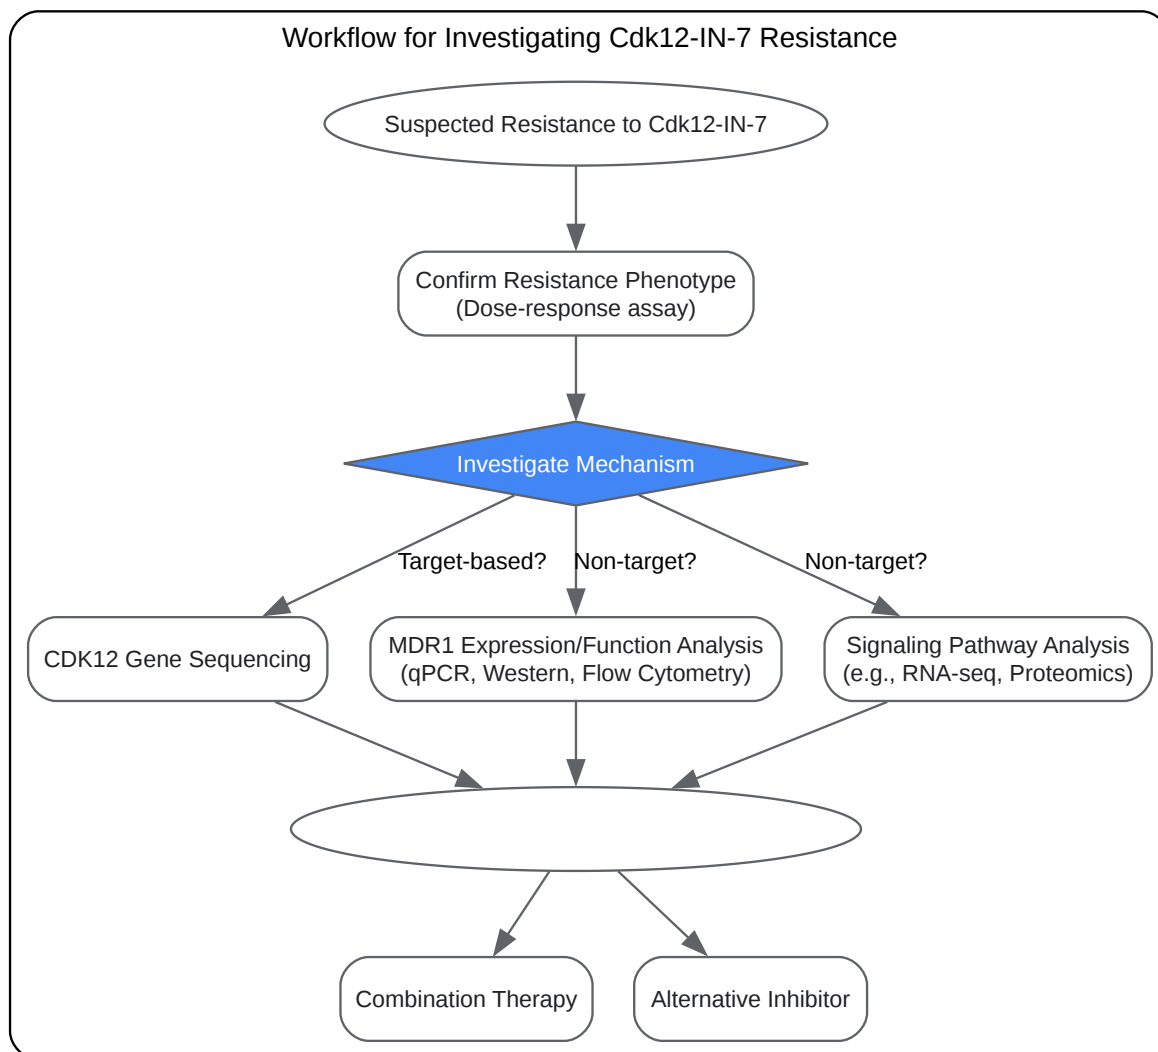 Workflow for Investigating Cdk12-IN-7 Resistance
Suspected Resistance to Cdk12-IN-7
Confirm Resistance Phenotype
(Dose-response assay)
Investigate Mechanism
Target-based?
Non-target?
Non-target?
CDK12 Gene Sequencing
MDR1 Expression/Function Analysis
(qPCR, Western, Flow Cytometry)
Signaling Pathway Analysis
(e.g., RNA-seq, Proteomics)
Combination Therapy
Alternative Inhibitor